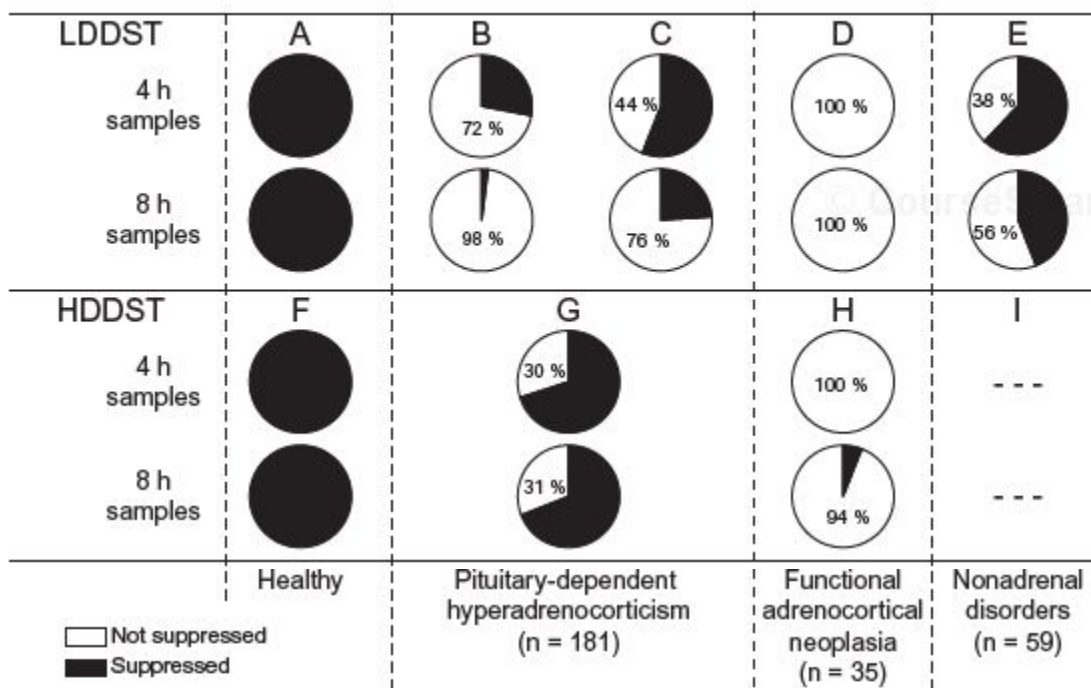 LDDST A B C D E
4 h
samples
72 %
44 %
100 %
38 %
8 h
samples
98 %
76 %
100 %
56 %
HDDST F G H I
4 h
samples
30 %
100 %
- - -
8 h
samples
31 %
94 %
- - -
Healthy
Pituitary-dependent
hyperadrenocorticism
(n = 181)
Functional
adrenocortical
neoplasia
(n = 35)
Nonadrenal
disorders
(n = 59)
Not suppressed
Suppressed